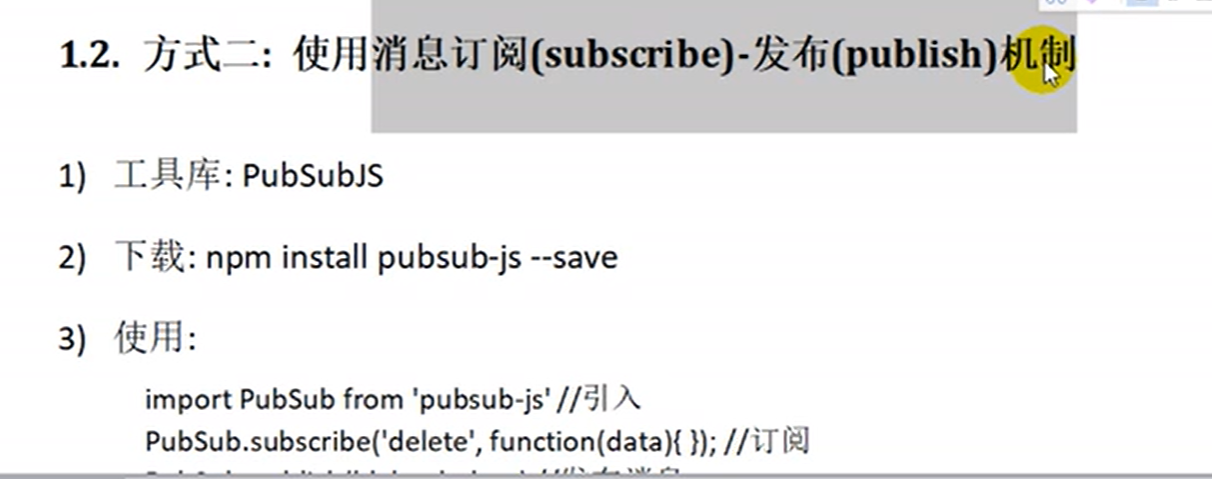 1.2. 方式二: 使用消息订阅(subscribe)-发布(publish)机制
1) 工具库: PubSubJS
2) 下载: npm install pubsub-js --save
3) 使用:
import PubSub from 'pubsub-js' //引入
PubSub.subscribe('delete', function(data){ }); //订阅